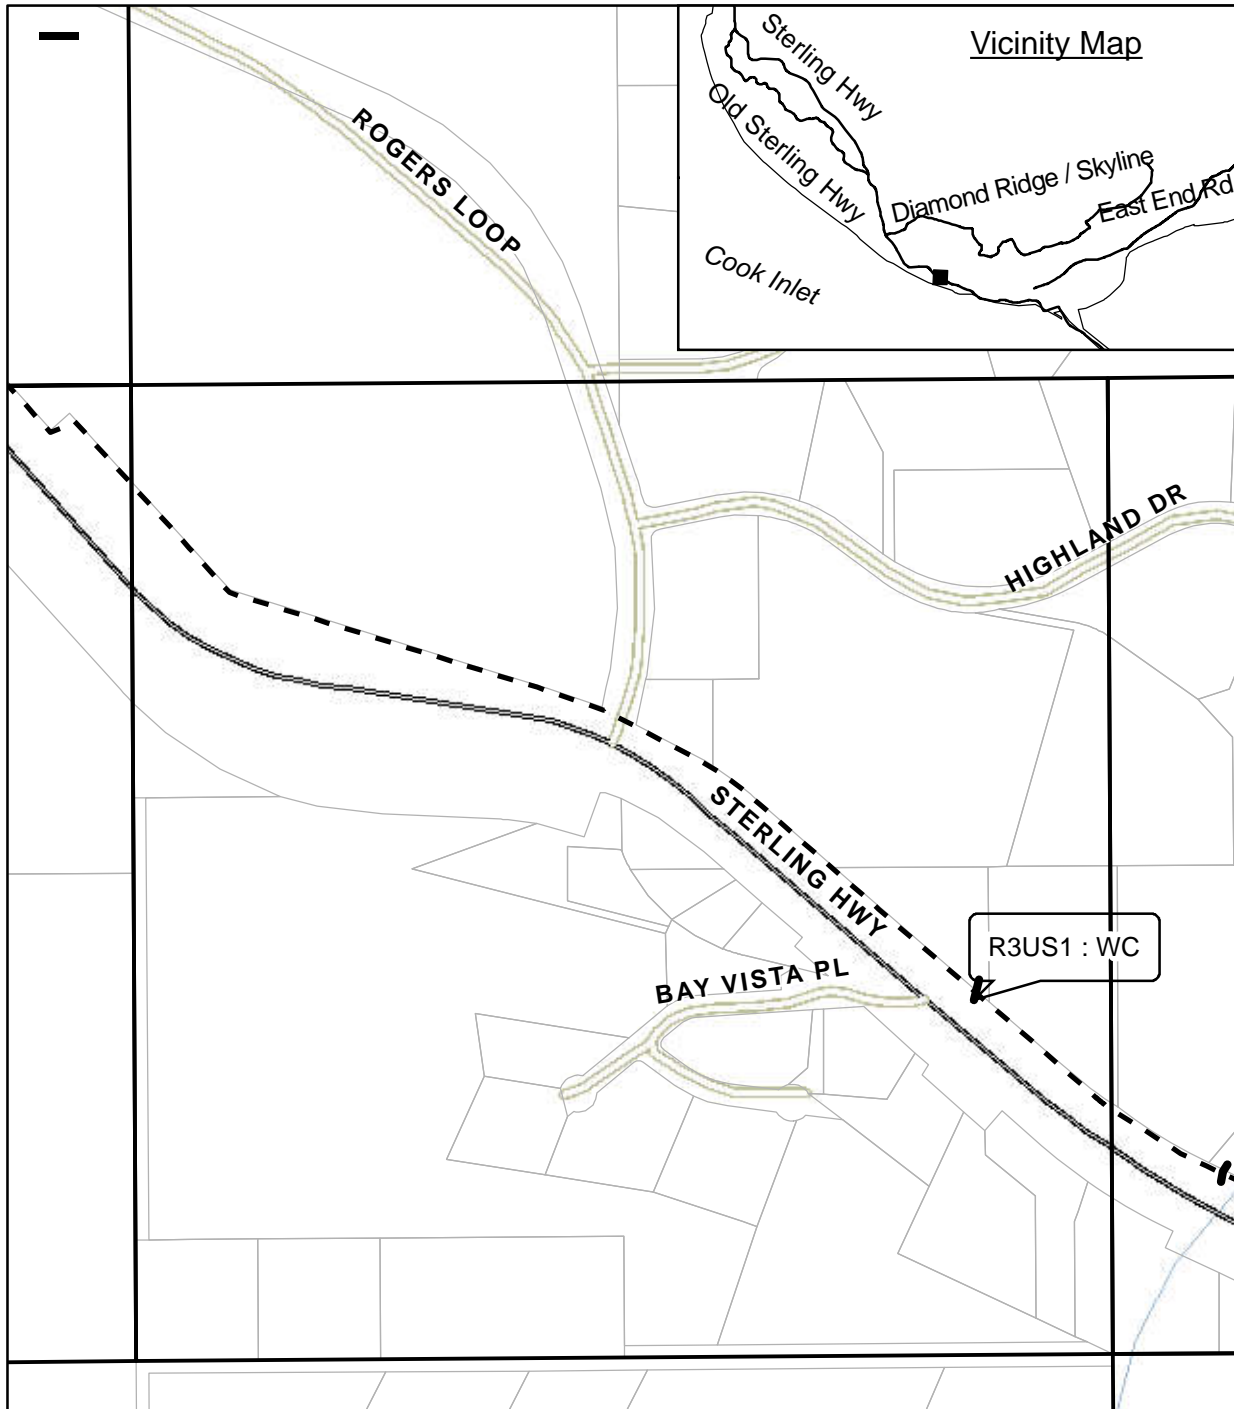 Vicinity Map
Sterling Hwy
Old Sterling Hwy
Diamond Ridge / Skyline
East End Rd
Cook Inlet
ROGERS LOOP
HIGHLAND DR
STERLING HWY
R3US1 : WC
BAY VISTA PL